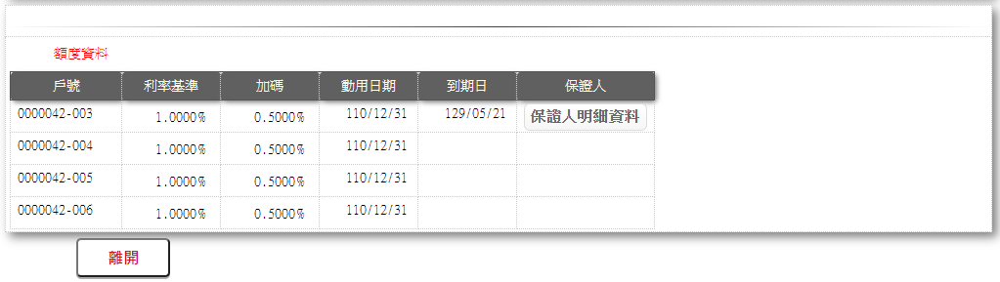 額度資料
戶號 利率基準 加碼 動用日期 到期日 保證人
0000042-003 1.0000% 0.5000% 110/12/31 129/05/21 保證人明細資料
0000042-004 1.0000% 0.5000% 110/12/31
0000042-005 1.0000% 0.5000% 110/12/31
0000042-006 1.0000% 0.5000% 110/12/31
離開